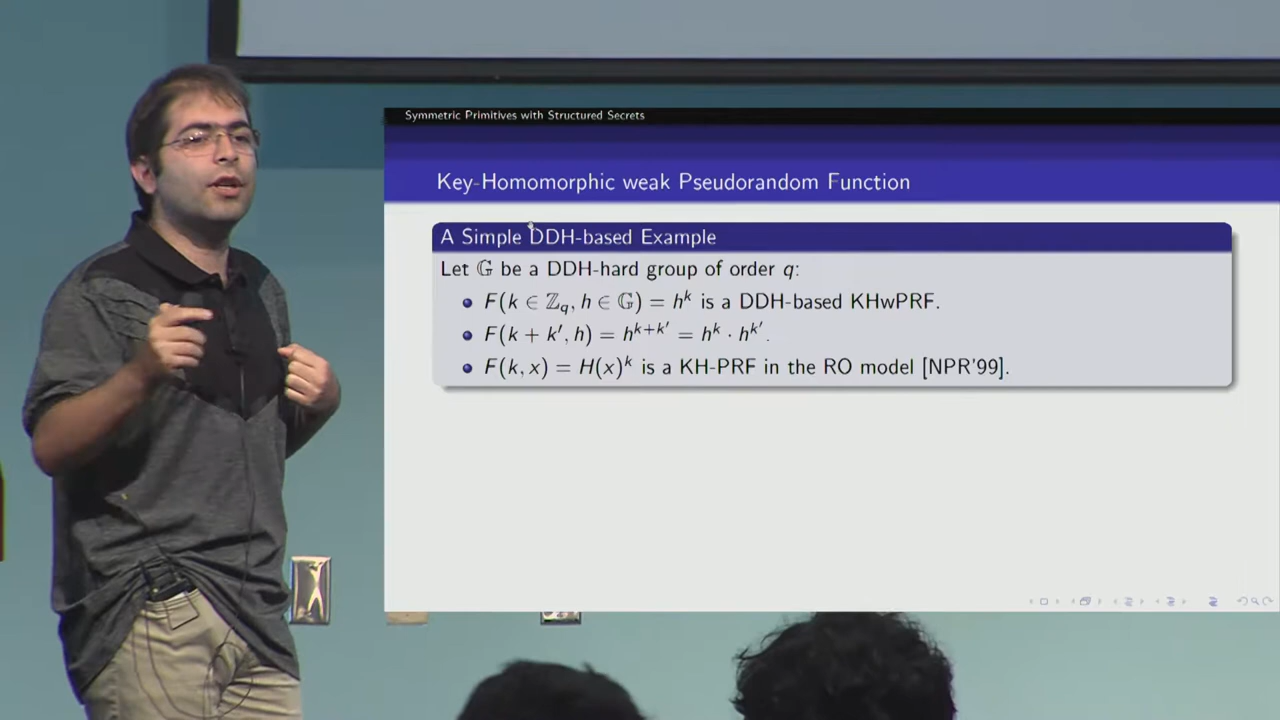 Symmetric Primitives with Structured Secrets
Key-Homomorphic weak Pseudorandom Function
A Simple DDH-based Example
Let 𝔾 be a DDH-hard group of order q:
• F(k ∈ ℤ_q, h ∈ 𝔾) = h^k is a DDH-based KHwPRF.
• F(k + k′, h) = h^{k+k′} = h^k · h^{k′}.
• F(k, x) = H(x)^k is a KH-PRF in the RO model [NPR'99].